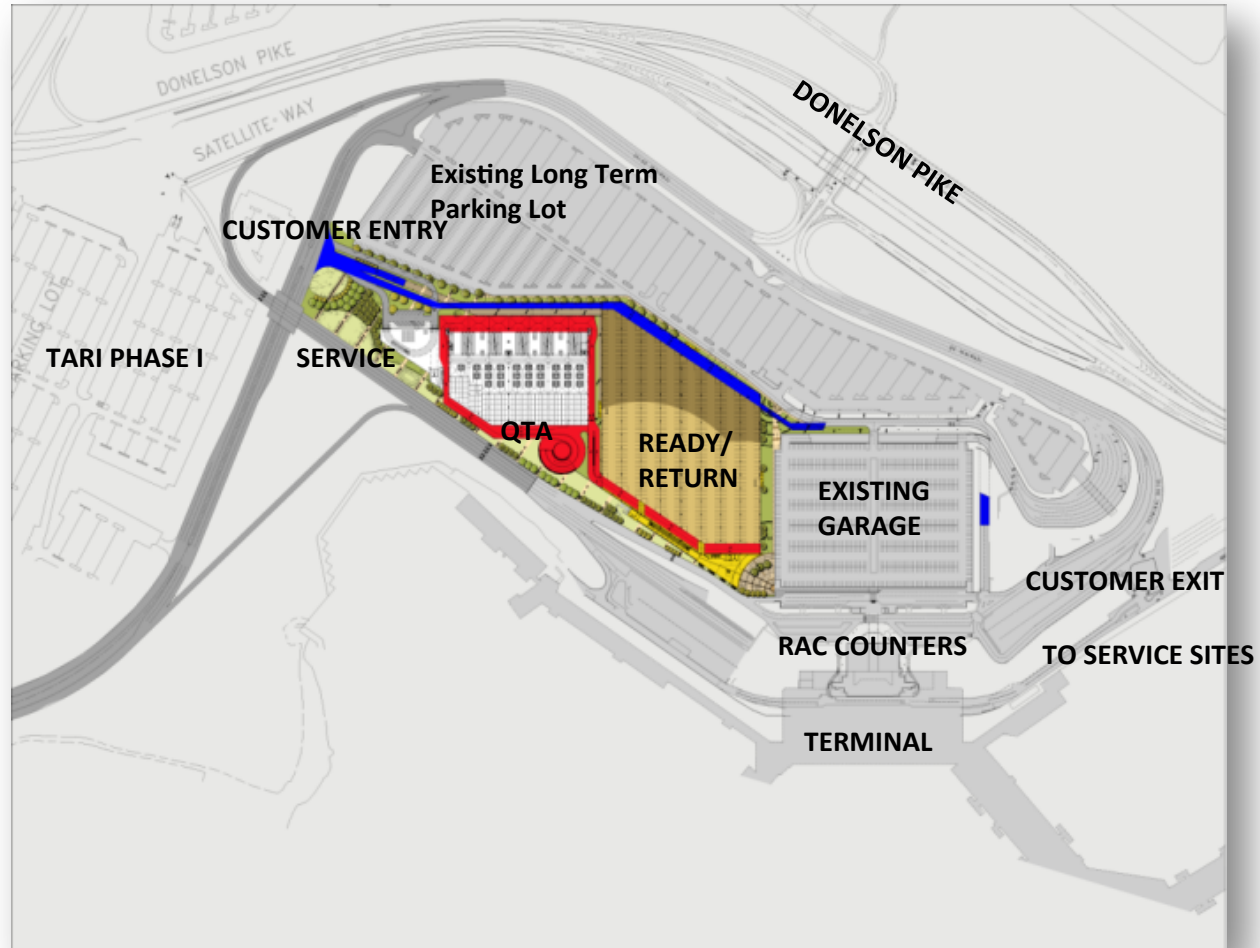 DONELSON PIKE
SATELLITE WAY
DONELSON PIKE
Existing Long Term
Parking Lot
CUSTOMER ENTRY
PARKING LOT
TARI PHASE I
SERVICE
QTA
READY/
RETURN
EXISTING
GARAGE
CUSTOMER EXIT
RAC COUNTERS
TO SERVICE SITES
TERMINAL